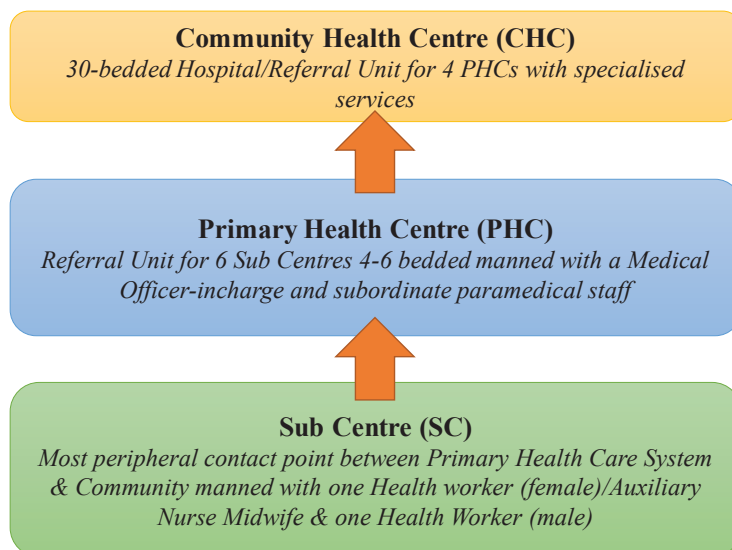 Community Health Centre (CHC)
30-bedded Hospital/Referral Unit for 4 PHCs with specialised
services
Primary Health Centre (PHC)
Referral Unit for 6 Sub Centres 4-6 bedded manned with a Medical
Officer-incharge and subordinate paramedical staff
Sub Centre (SC)
Most peripheral contact point between Primary Health Care System
& Community manned with one Health worker (female)/Auxiliary
Nurse Midwife & one Health Worker (male)